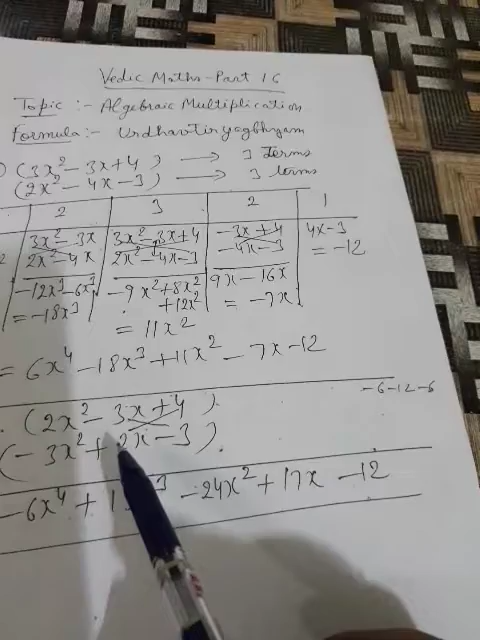 Vedic Maths-Part 16
Topic :- Algebraic Multiplication
Formula:- Urdhavtiryagbhyam
(3x² - 3x + 4) → 3 terms
(2x² - 4x - 3) → 3 terms
2 3 2 1
3x² - 3x 3x² - 3x + 4 - 3x + 4 4x - 3
2x² - 4x 2x² - 4x - 3 - 4x - 3 = -12
-12x³ - 6x³ - 9x² + 8x² 9x - 16x
= -18x³ + 12x² = -7x
= 11x²
= 6x⁴ - 18x³ + 11x² - 7x - 12
- 6 - 12 - 6
(2x² - 3x + 4)
(- 3x² + 2x - 3)
- 6x⁴ + 1 3 - 24x² + 17x - 12